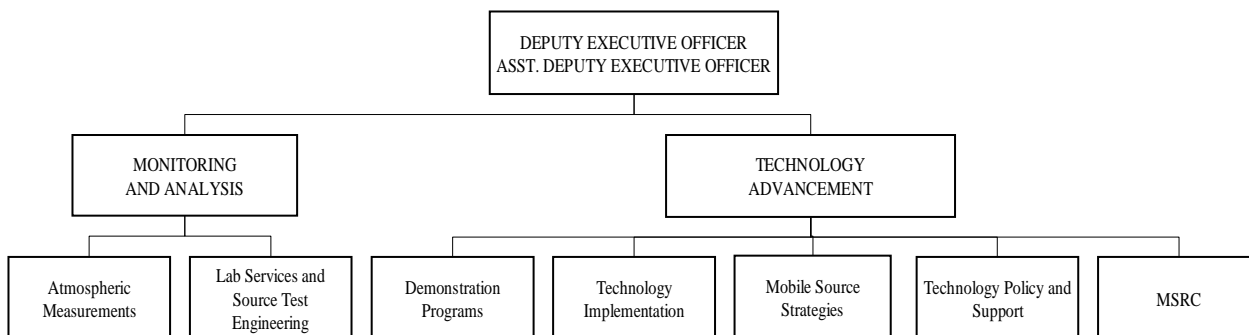 DEPUTY EXECUTIVE OFFICER
ASST. DEPUTY EXECUTIVE OFFICER
MONITORING
AND ANALYSIS
TECHNOLOGY
ADVANCEMENT
Atmospheric
Measurements
Lab Services and
Source Test
Engineering
Demonstration
Programs
Technology
Implementation
Mobile Source
Strategies
Technology Policy and
Support
MSRC